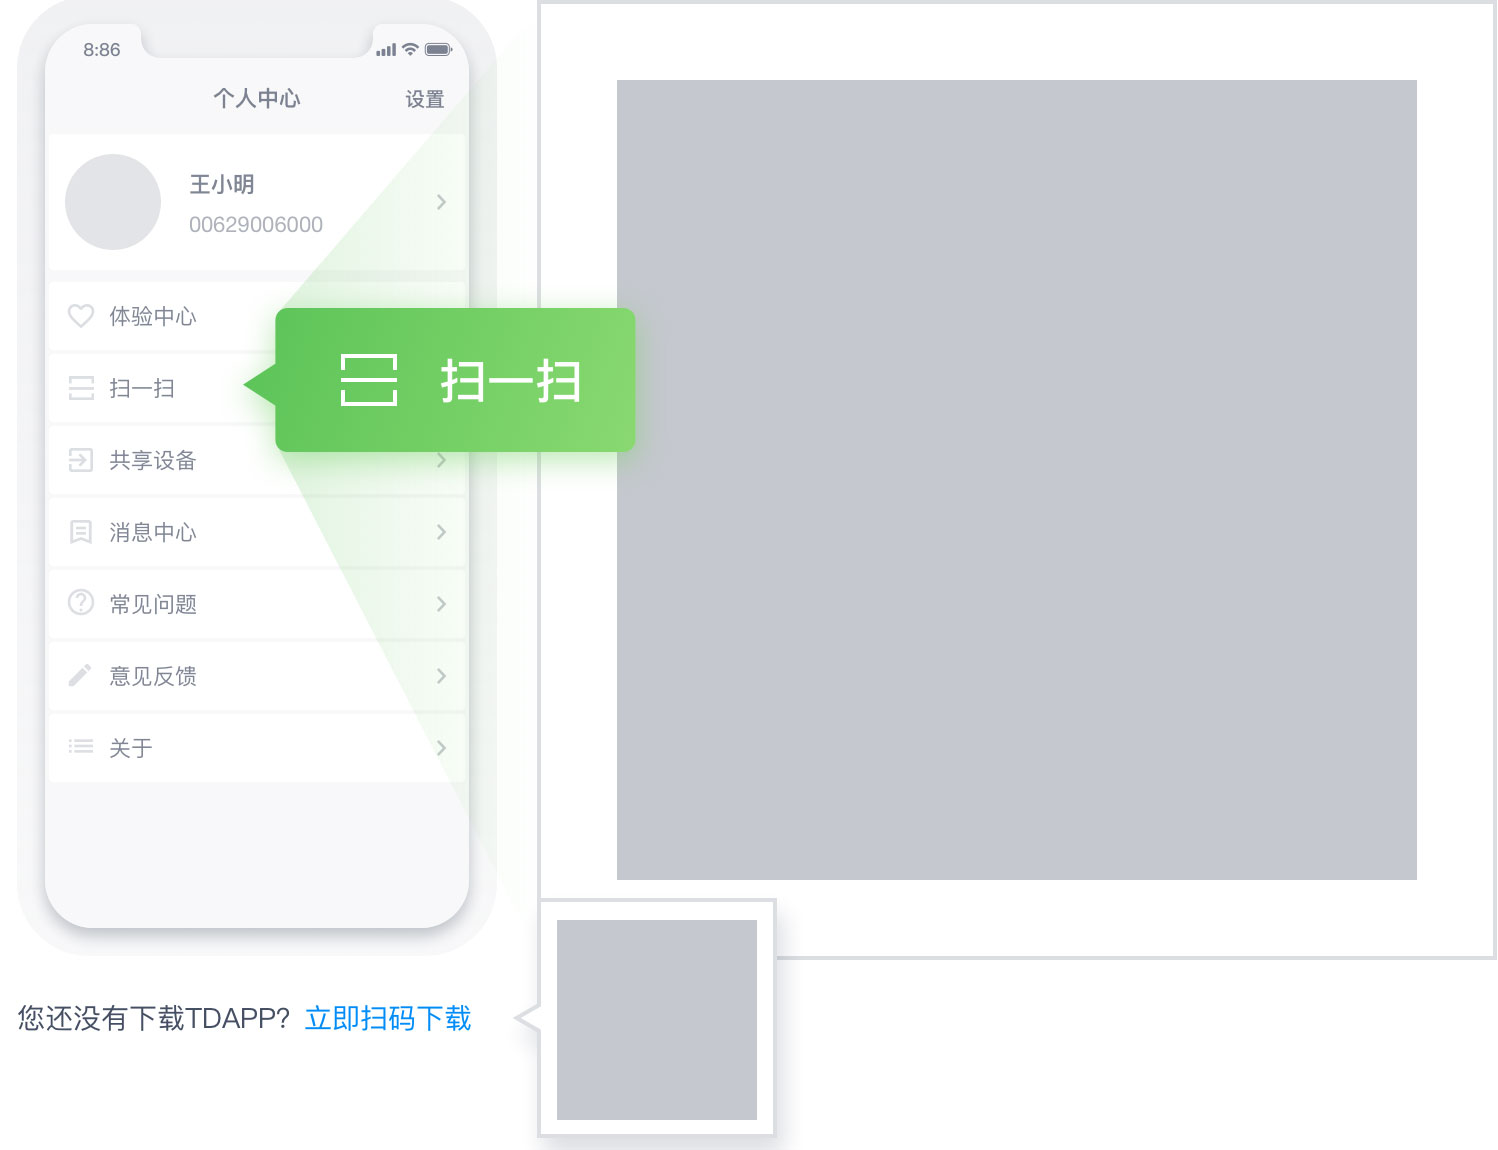 8:86
个人中心 设置
王小明
00629006000
体验中心
扫一扫
扫一扫
共享设备
消息中心
常见问题
意见反馈
关于
您还没有下载TDAPP? 立即扫码下载